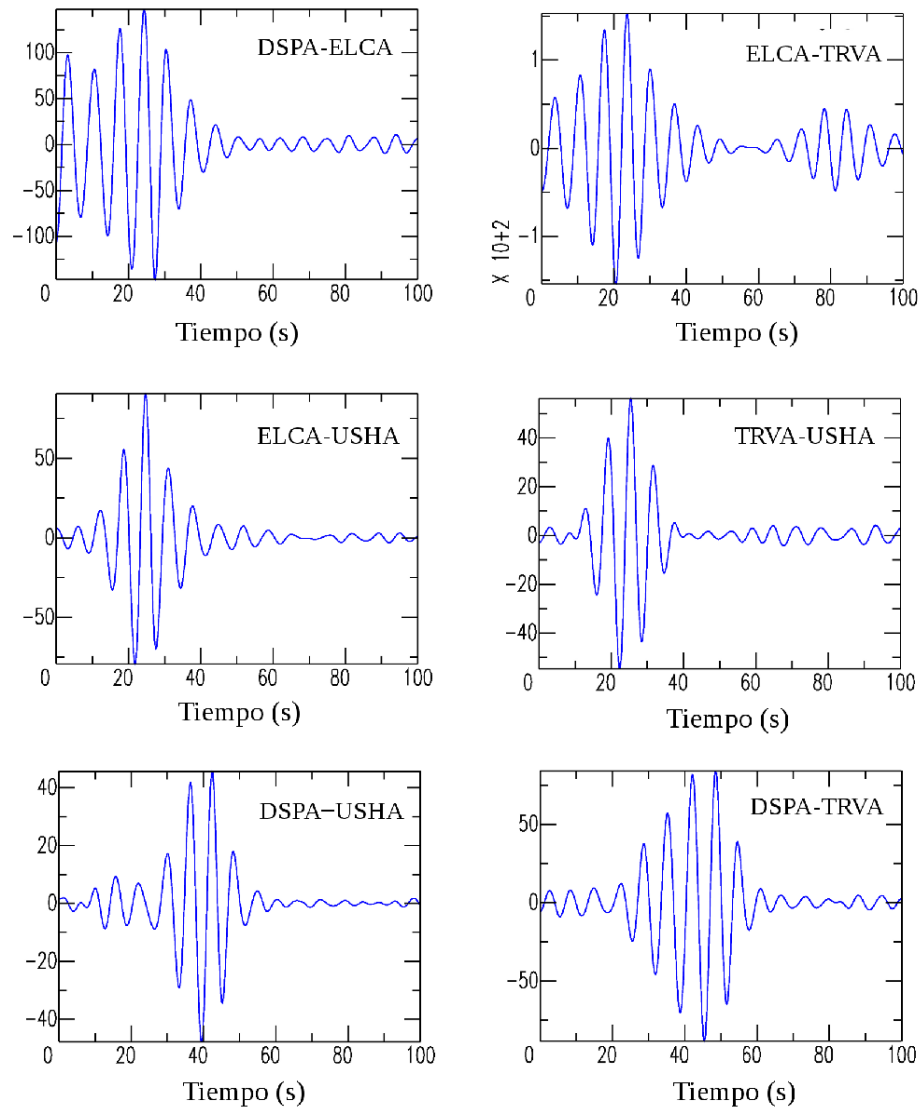 DSPA-ELCA
100
50
0
−50
−100
0 20 40 60 80 100
Tiempo (s)
ELCA-TRVA
1
0
−1
X 10+2
0 20 40 60 80 100
Tiempo (s)
ELCA-USHA
50
0
−50
0 20 40 60 80 100
Tiempo (s)
TRVA-USHA
40
20
0
−20
−40
0 20 40 60 80 100
Tiempo (s)
DSPA−USHA
40
20
0
−20
−40
0 20 40 60 80 100
Tiempo (s)
DSPA-TRVA
50
0
−50
0 20 40 60 80 100
Tiempo (s)